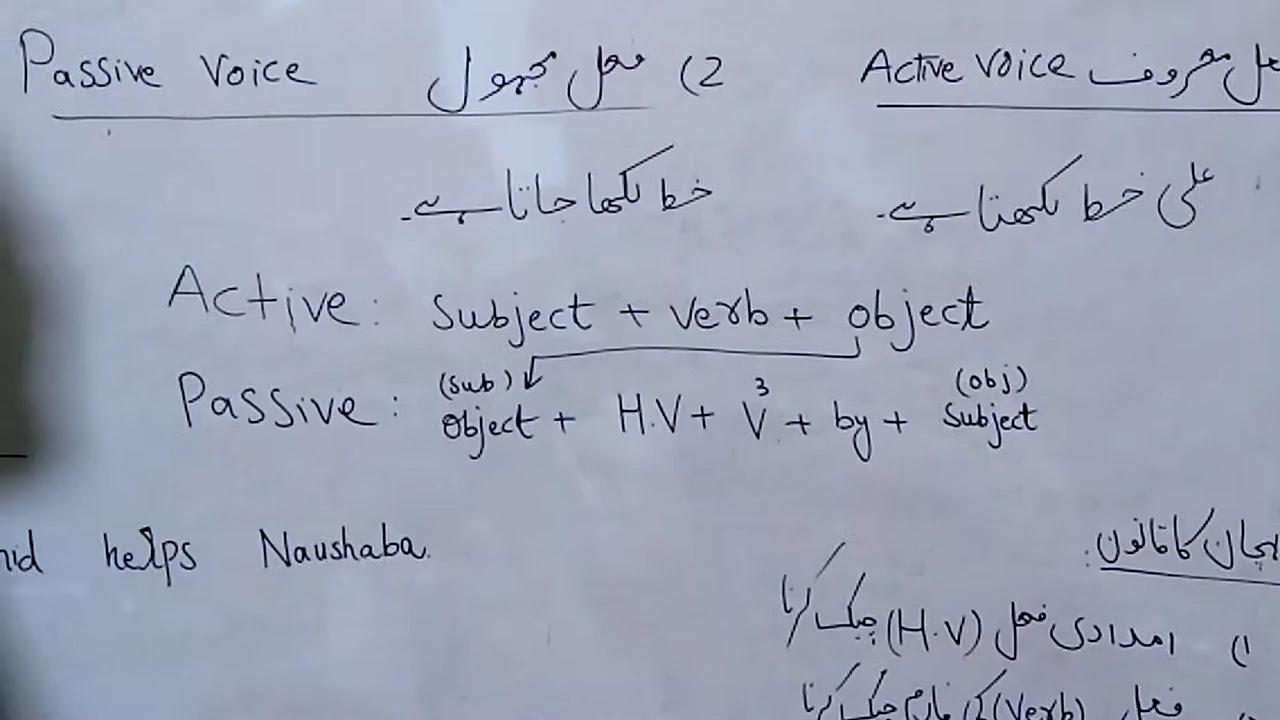 Passive Voice فعل مجہول (2 Active Voice فعل معروف
علی خط لکھتا ہے۔
خط لکھا جاتا ہے۔
Active: Subject + Verb + object
(Sub) (obj)
Passive: Object + H.V + V³ + by + Subject
helps Naushaba.
پہچان کا قانون:
(1 امدادی فعل (H.V) چیک کرنا
فعل (Verb) کی فارم چیک کرنا